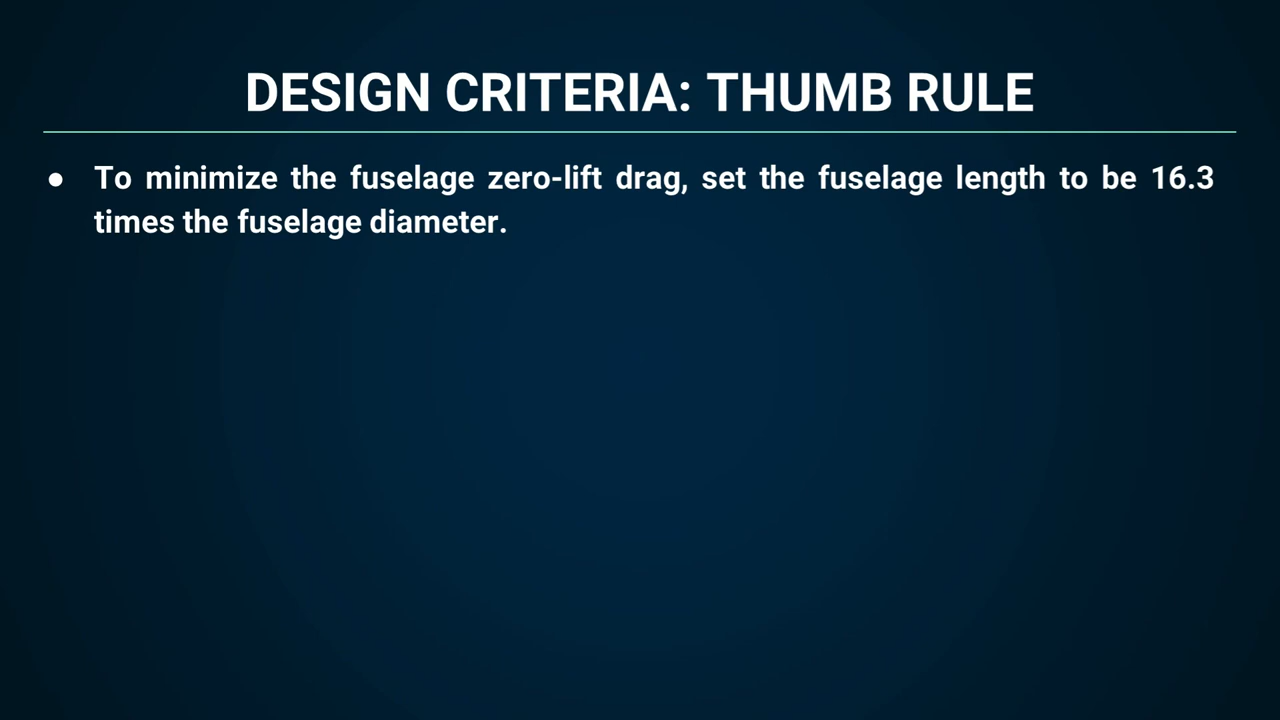 DESIGN CRITERIA: THUMB RULE
● To minimize the fuselage zero-lift drag, set the fuselage length to be 16.3
times the fuselage diameter.